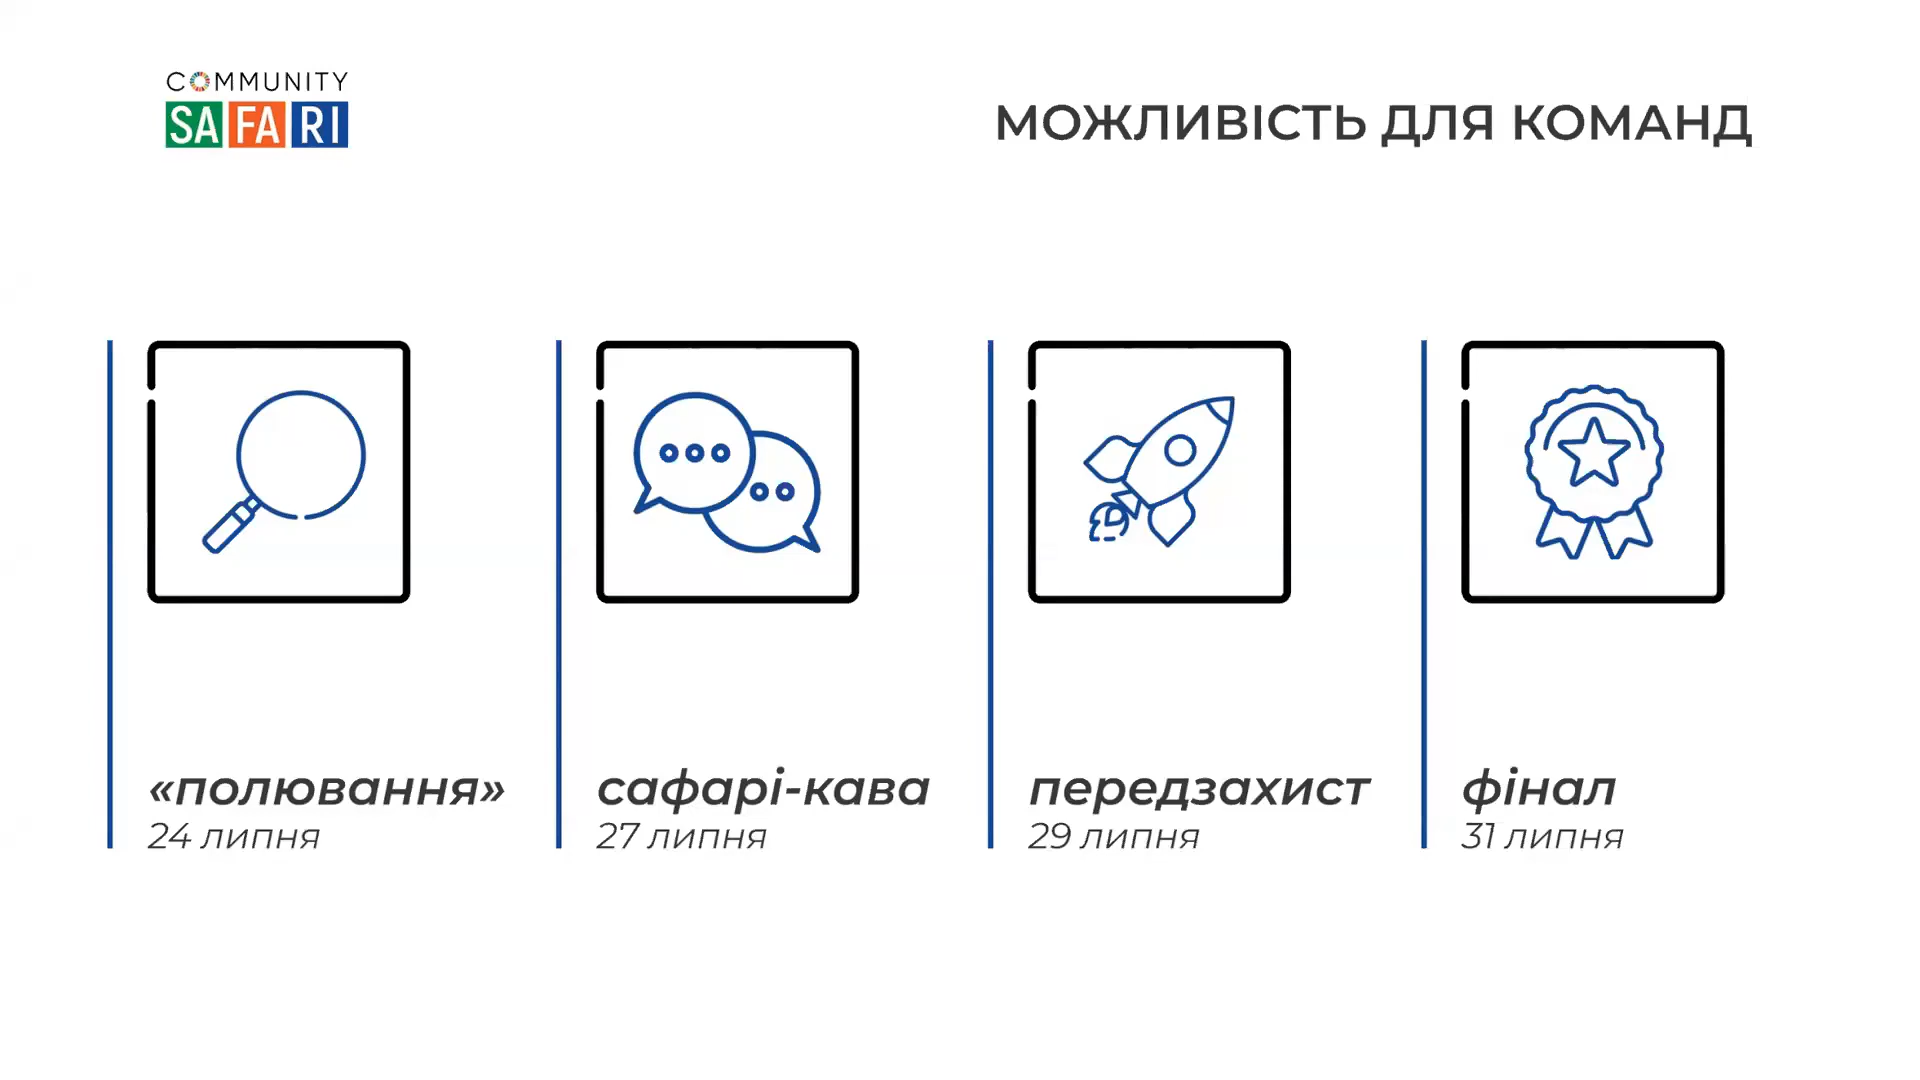 COMMUNITY
SAFARI
МОЖЛИВІСТЬ ДЛЯ КОМАНД
«полювання»
24 липня
сафарі-кава
27 липня
передзахист
29 липня
фінал
31 липня